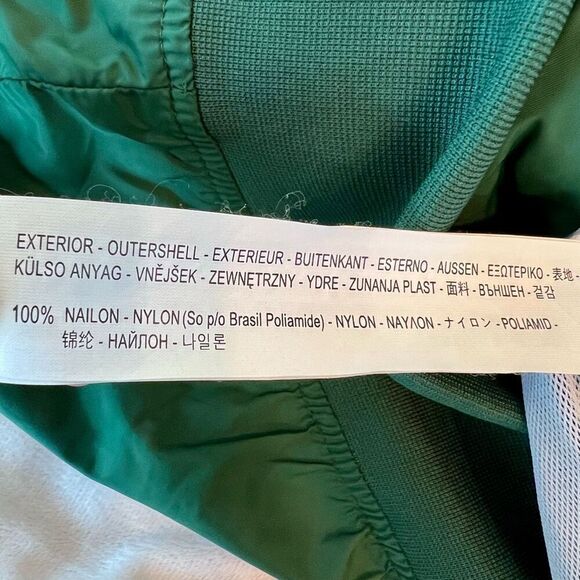 EXTERIOR - OUTERSHELL - EXTERIEUR - BUITENKANT - ESTERNO - AUSSEN - ΕΞΩΤΕΡΙΚΟ - 表地 -
KÜLSO ANYAG - VNĚJŠEK - ZEWNĘTRZNY - YDRE - ZUNANJA PLAST - 面料 - ВЪНШЕН - 겉감
100% NAILON - NYLON (So p/o Brasil Poliamide) - NYLON - ΝΑΥΛΟΝ - ナイロン - POLIAMID -
锦纶 - НАЙЛОН - 나일론